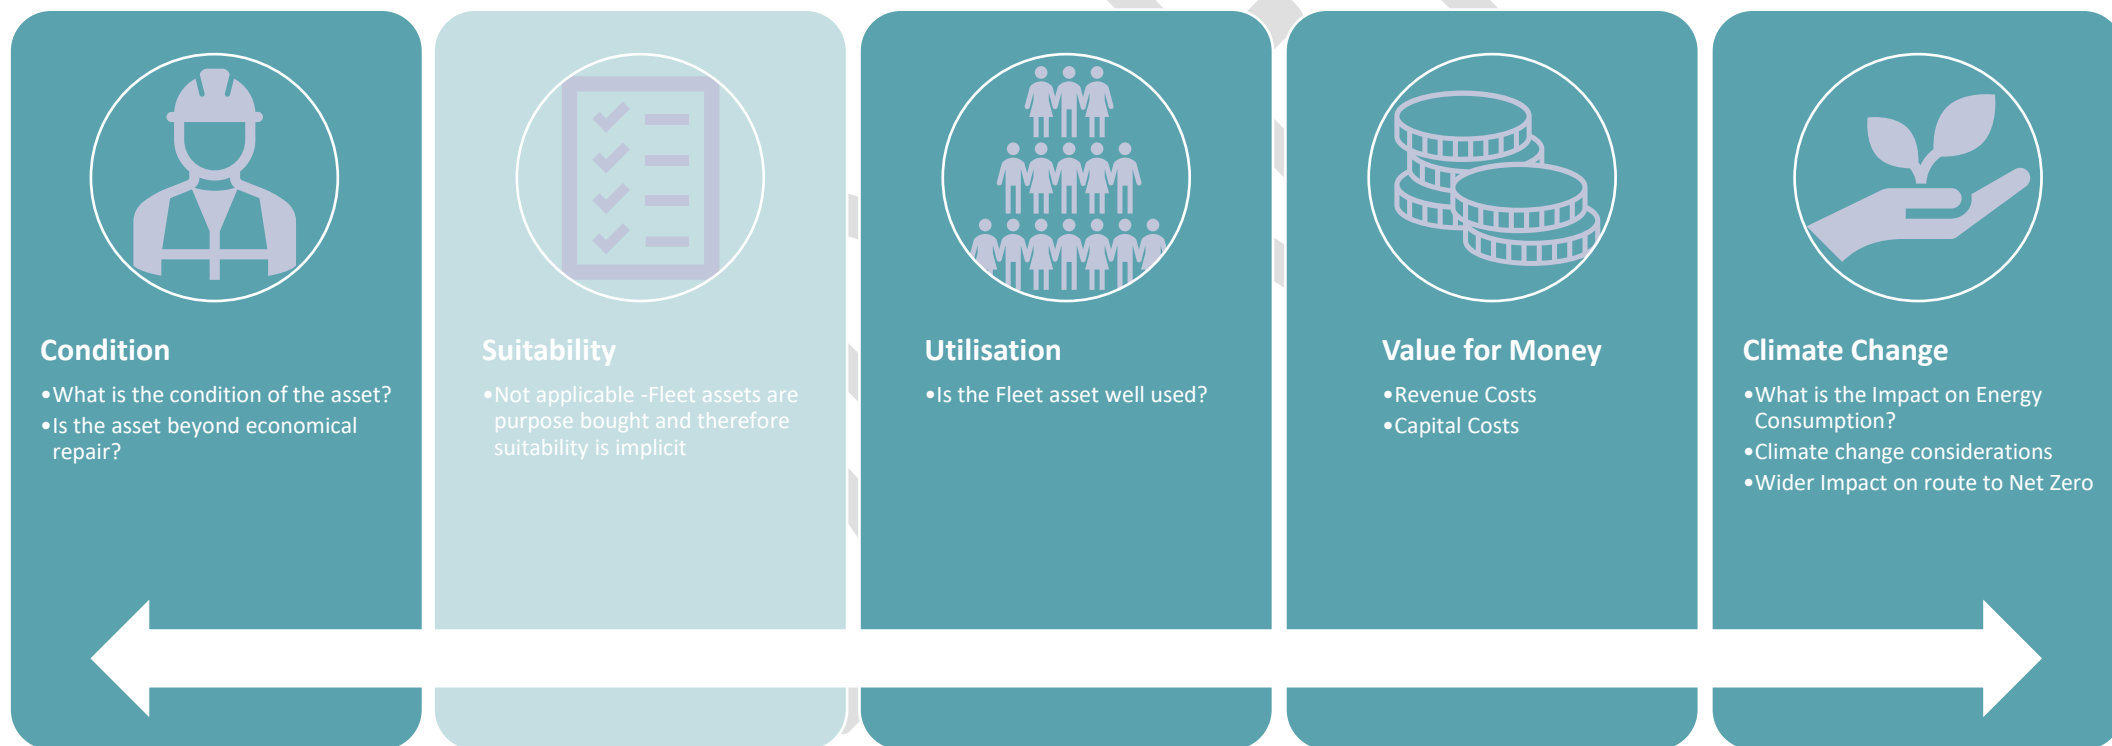 Condition
•What is the condition of the asset?
•Is the asset beyond economical
repair?
Suitability
•Not applicable -Fleet assets are
purpose bought and therefore
suitability is implicit
Utilisation
•Is the Fleet asset well used?
Value for Money
•Revenue Costs
•Capital Costs
Climate Change
•What is the Impact on Energy
Consumption?
•Climate change considerations
•Wider Impact on route to Net Zero